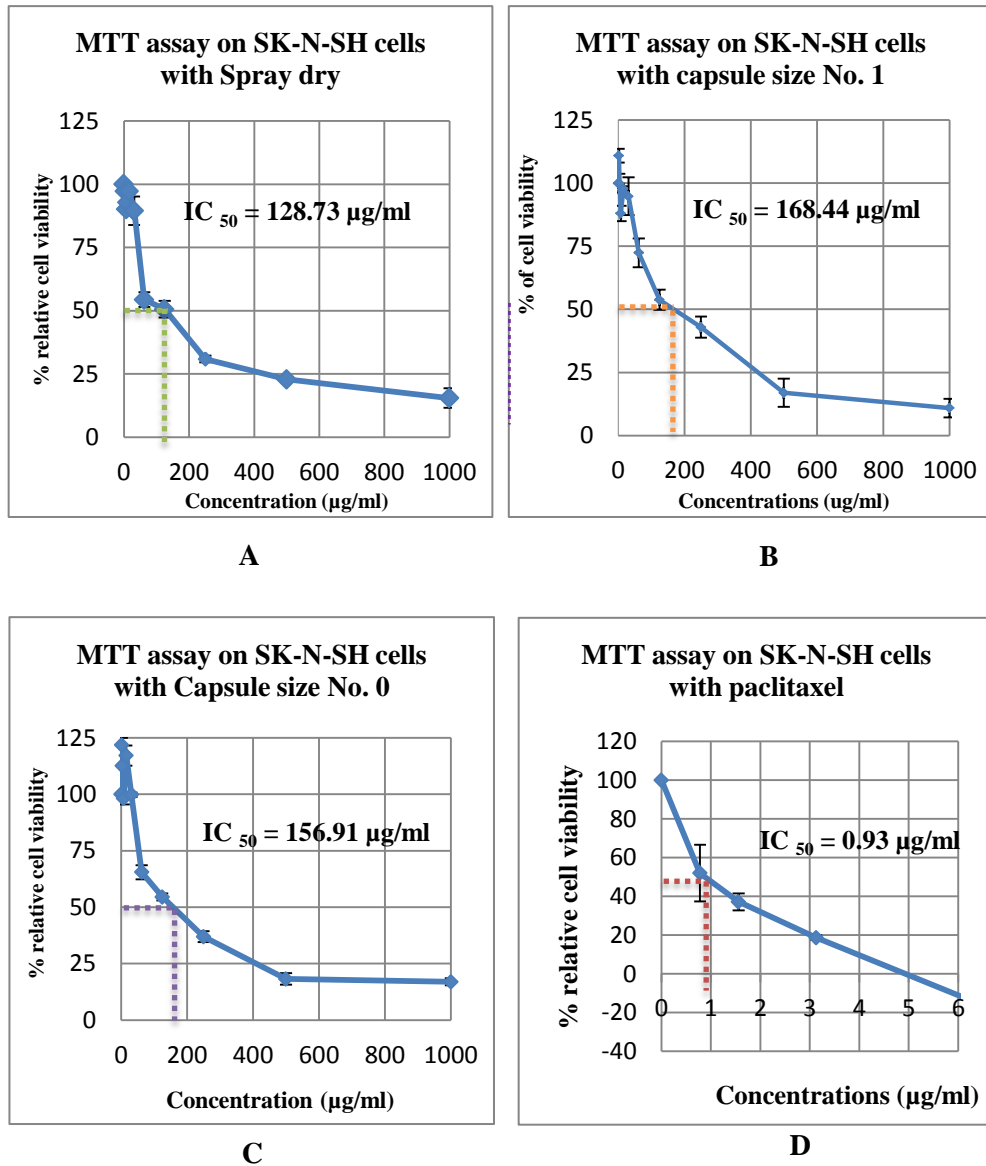 MTT assay on SK-N-SH cells
with Spray dry
125
100
75
50
25
0
% relative cell viability
IC 50 = 128.73 µg/ml
0 200 400 600 800 1000
Concentration (µg/ml)
A
MTT assay on SK-N-SH cells
with capsule size No. 1
125
100
75
50
25
0
% of cell viability
IC 50 = 168.44 µg/ml
0 200 400 600 800 1000
Concentrations (ug/ml)
B
MTT assay on SK-N-SH cells
with Capsule size No. 0
125
100
75
50
25
0
% relative cell viability
IC 50 = 156.91 µg/ml
0 200 400 600 800 1000
Concentration (µg/ml)
C
MTT assay on SK-N-SH cells
with paclitaxel
120
100
80
60
40
20
0
-20
-40
% relative cell viability
IC 50 = 0.93 µg/ml
0 1 2 3 4 5 6
Concentrations (µg/ml)
D